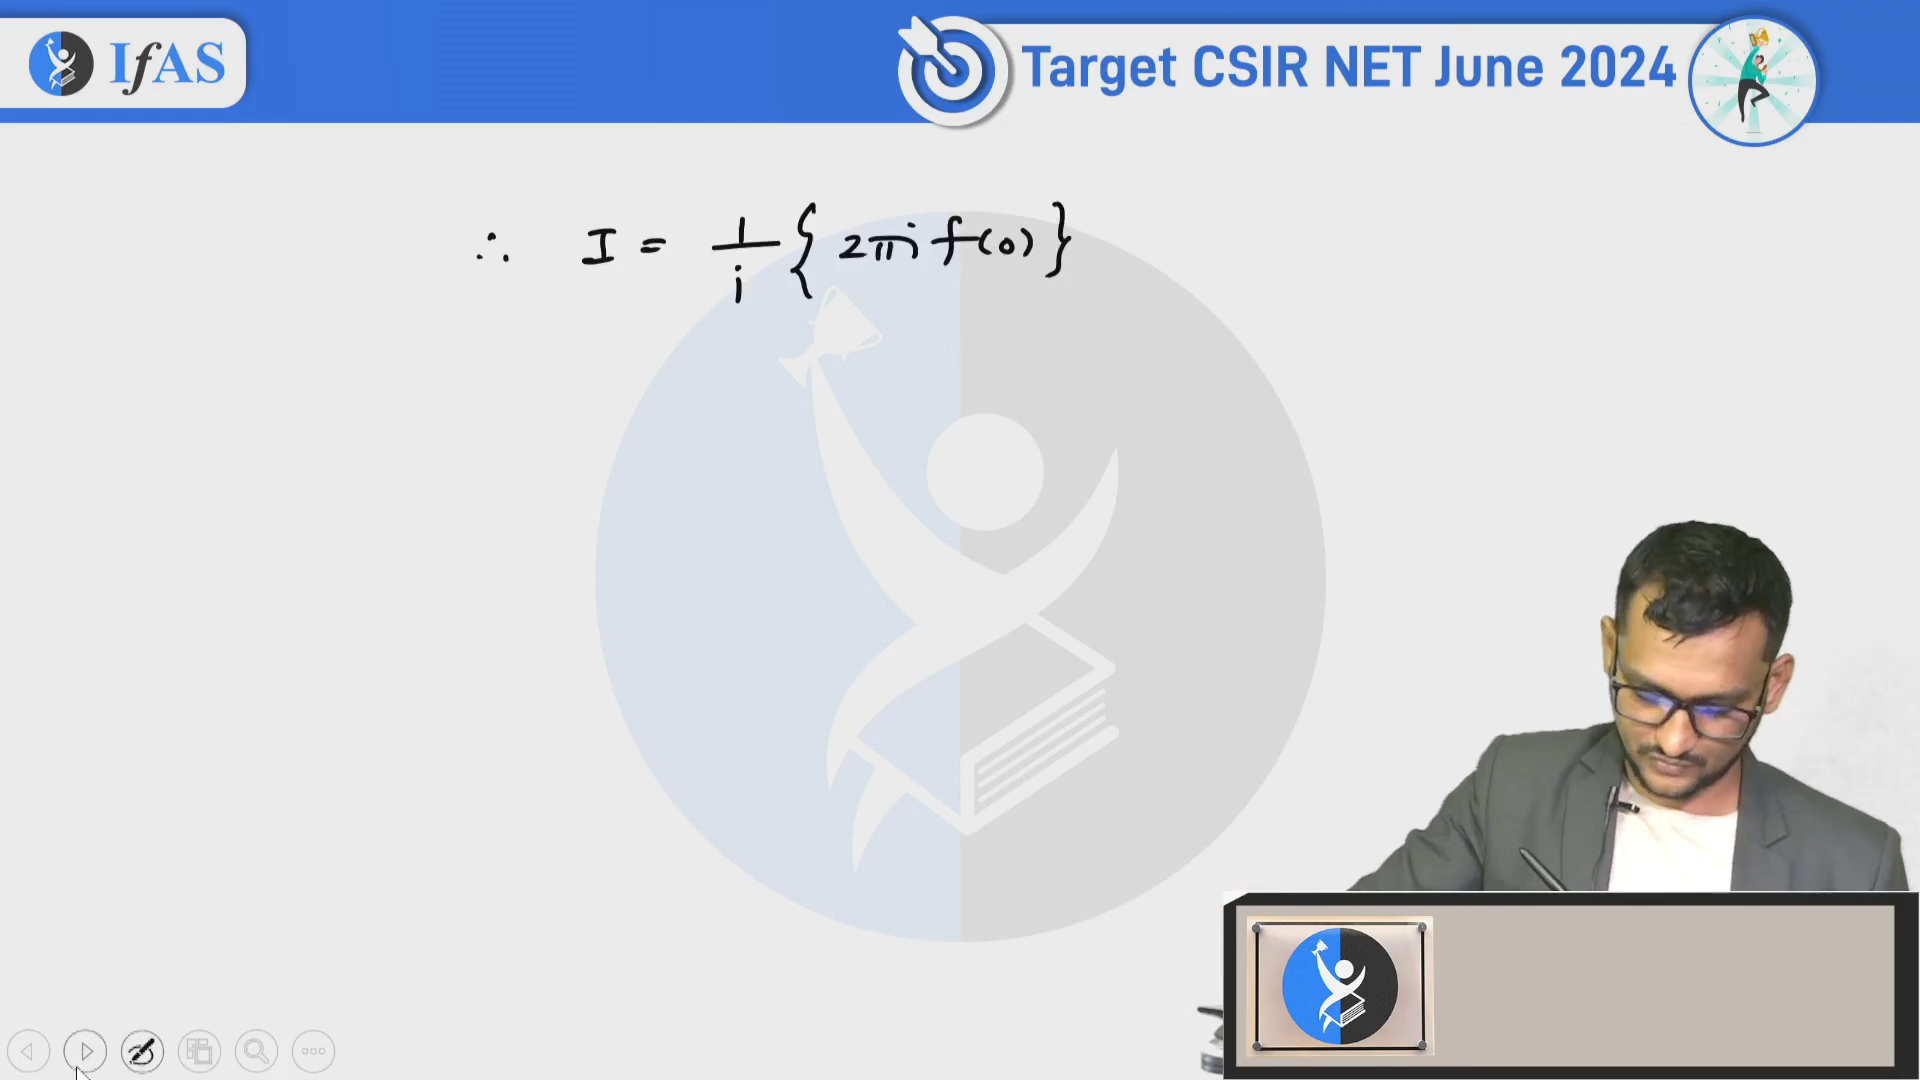 IfAS
Target CSIR NET June 2024
∴ I = 1/i { 2πi f(0) }